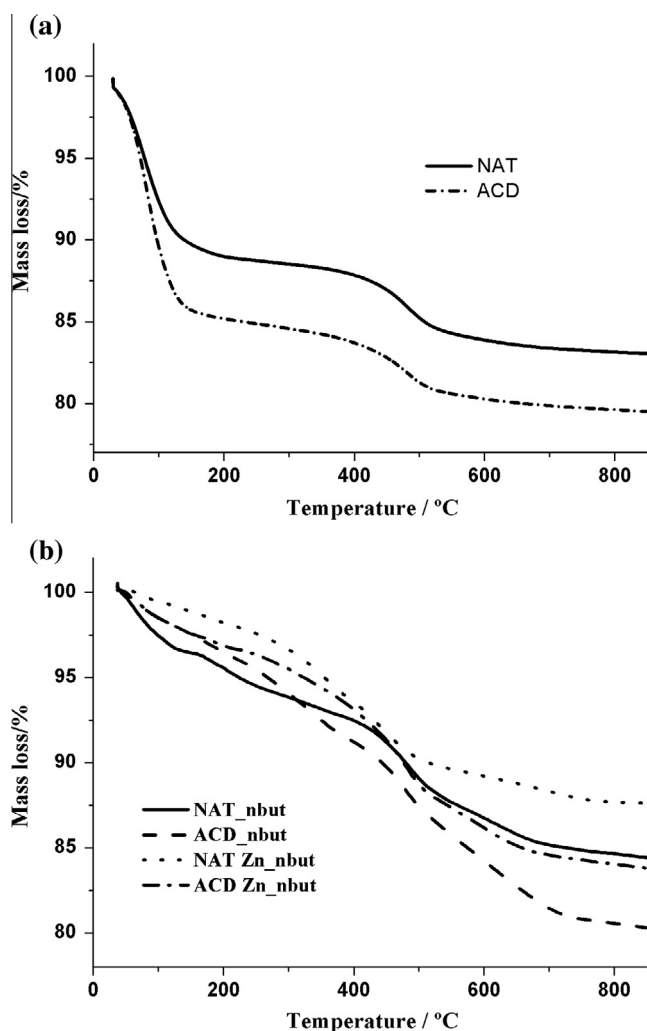 (a)
100
95
90
85
80
Mass loss/%
NAT
ACD
0 200 400 600 800
Temperature / ºC
(b)
100
95
90
85
80
Mass loss/%
NAT_nbut
ACD_nbut
NAT Zn_nbut
ACD Zn_nbut
0 200 400 600 800
Temperature / ºC